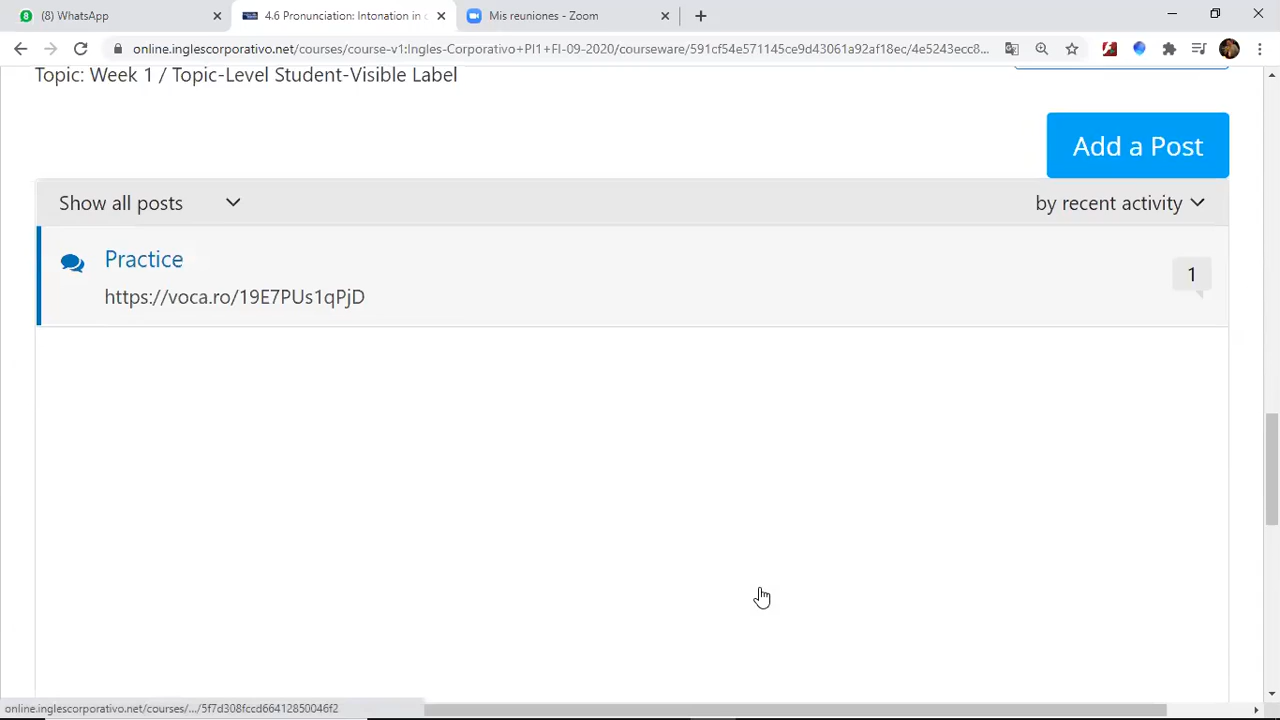 (8) WhatsApp
4.6 Pronunciation: Intonation in
Mis reuniones - Zoom
online.inglescorporativo.net/courses/course-v1:Ingles-Corporativo+PI1+FI-09-2020/courseware/591cf54e571145ce9d43061a92af18ec/4e5243ecc8...
Topic: Week 1 / Topic-Level Student-Visible Label
Add a Post
Show all posts
by recent activity
Practice
1
https://voca.ro/19E7PUs1qPjD
online.inglescorporativo.net/courses/.../5f7d308fccd66412850046f2